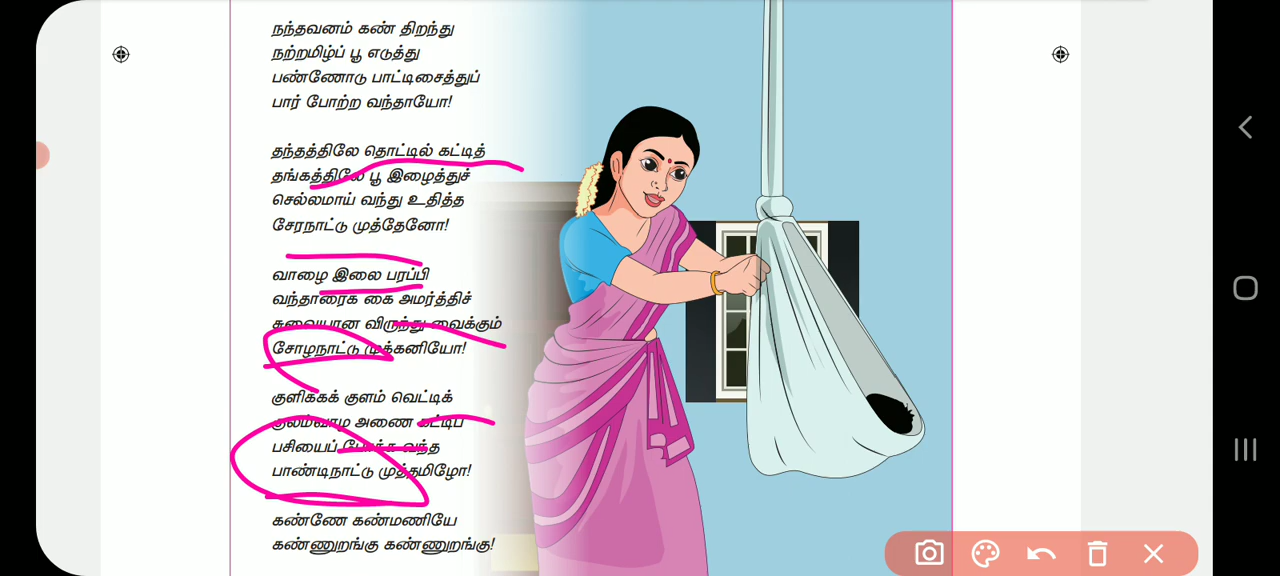 நந்தவனம் கண் திறந்து
நற்றமிழ்ப் பூ எடுத்து
பண்ணோடு பாட்டிசைத்துப்
பார் போற்ற வந்தாயோ!
தந்தத்திலே தொட்டில் கட்டித்
தங்கத்திலே பூ இழைத்துச்
செல்லமாய் வந்து உதித்த
சேரநாட்டு முத்தேனோ!
வாழை இலை பரப்பி
வந்தாரைக் கை அமர்த்திச்
சுவையான விருந்து வைக்கும்
சோழநாட்டு முக்கனியோ!
குளிக்கக் குளம் வெட்டிக்
குலம்வாழ அணை கட்டிப்
பசியைப் போக்க வந்த
பாண்டிநாட்டு முத்தமிழோ!
கண்ணே கண்மணியே
கண்ணுறங்கு கண்ணுறங்கு!